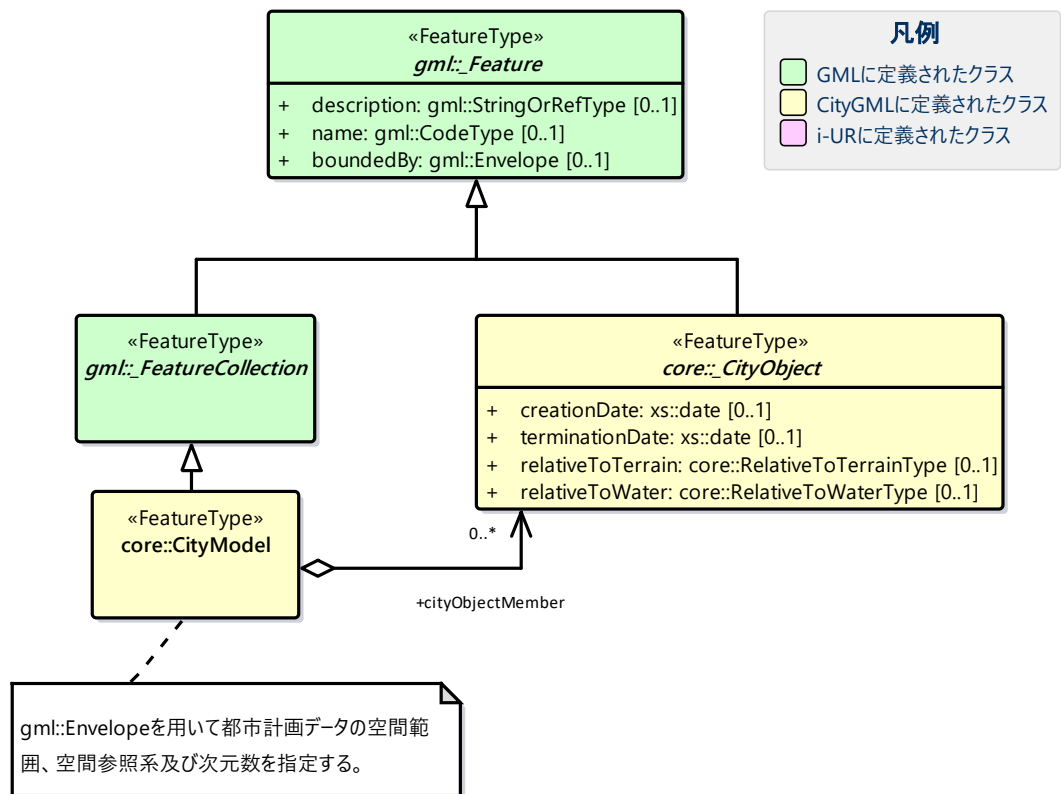 «FeatureType»
gml::_Feature
+ description: gml::StringOrRefType [0..1]
+ name: gml::CodeType [0..1]
+ boundedBy: gml::Envelope [0..1]
凡例
GMLに定義されたクラス
CityGMLに定義されたクラス
i-URに定義されたクラス
«FeatureType»
gml::_FeatureCollection
«FeatureType»
core::_CityObject
+ creationDate: xs::date [0..1]
+ terminationDate: xs::date [0..1]
+ relativeToTerrain: core::RelativeToTerrainType [0..1]
+ relativeToWater: core::RelativeToWaterType [0..1]
«FeatureType»
core::CityModel
0..*
+cityObjectMember
gml::Envelopeを用いて都市計画データの空間範
囲、空間参照系及び次元数を指定する。